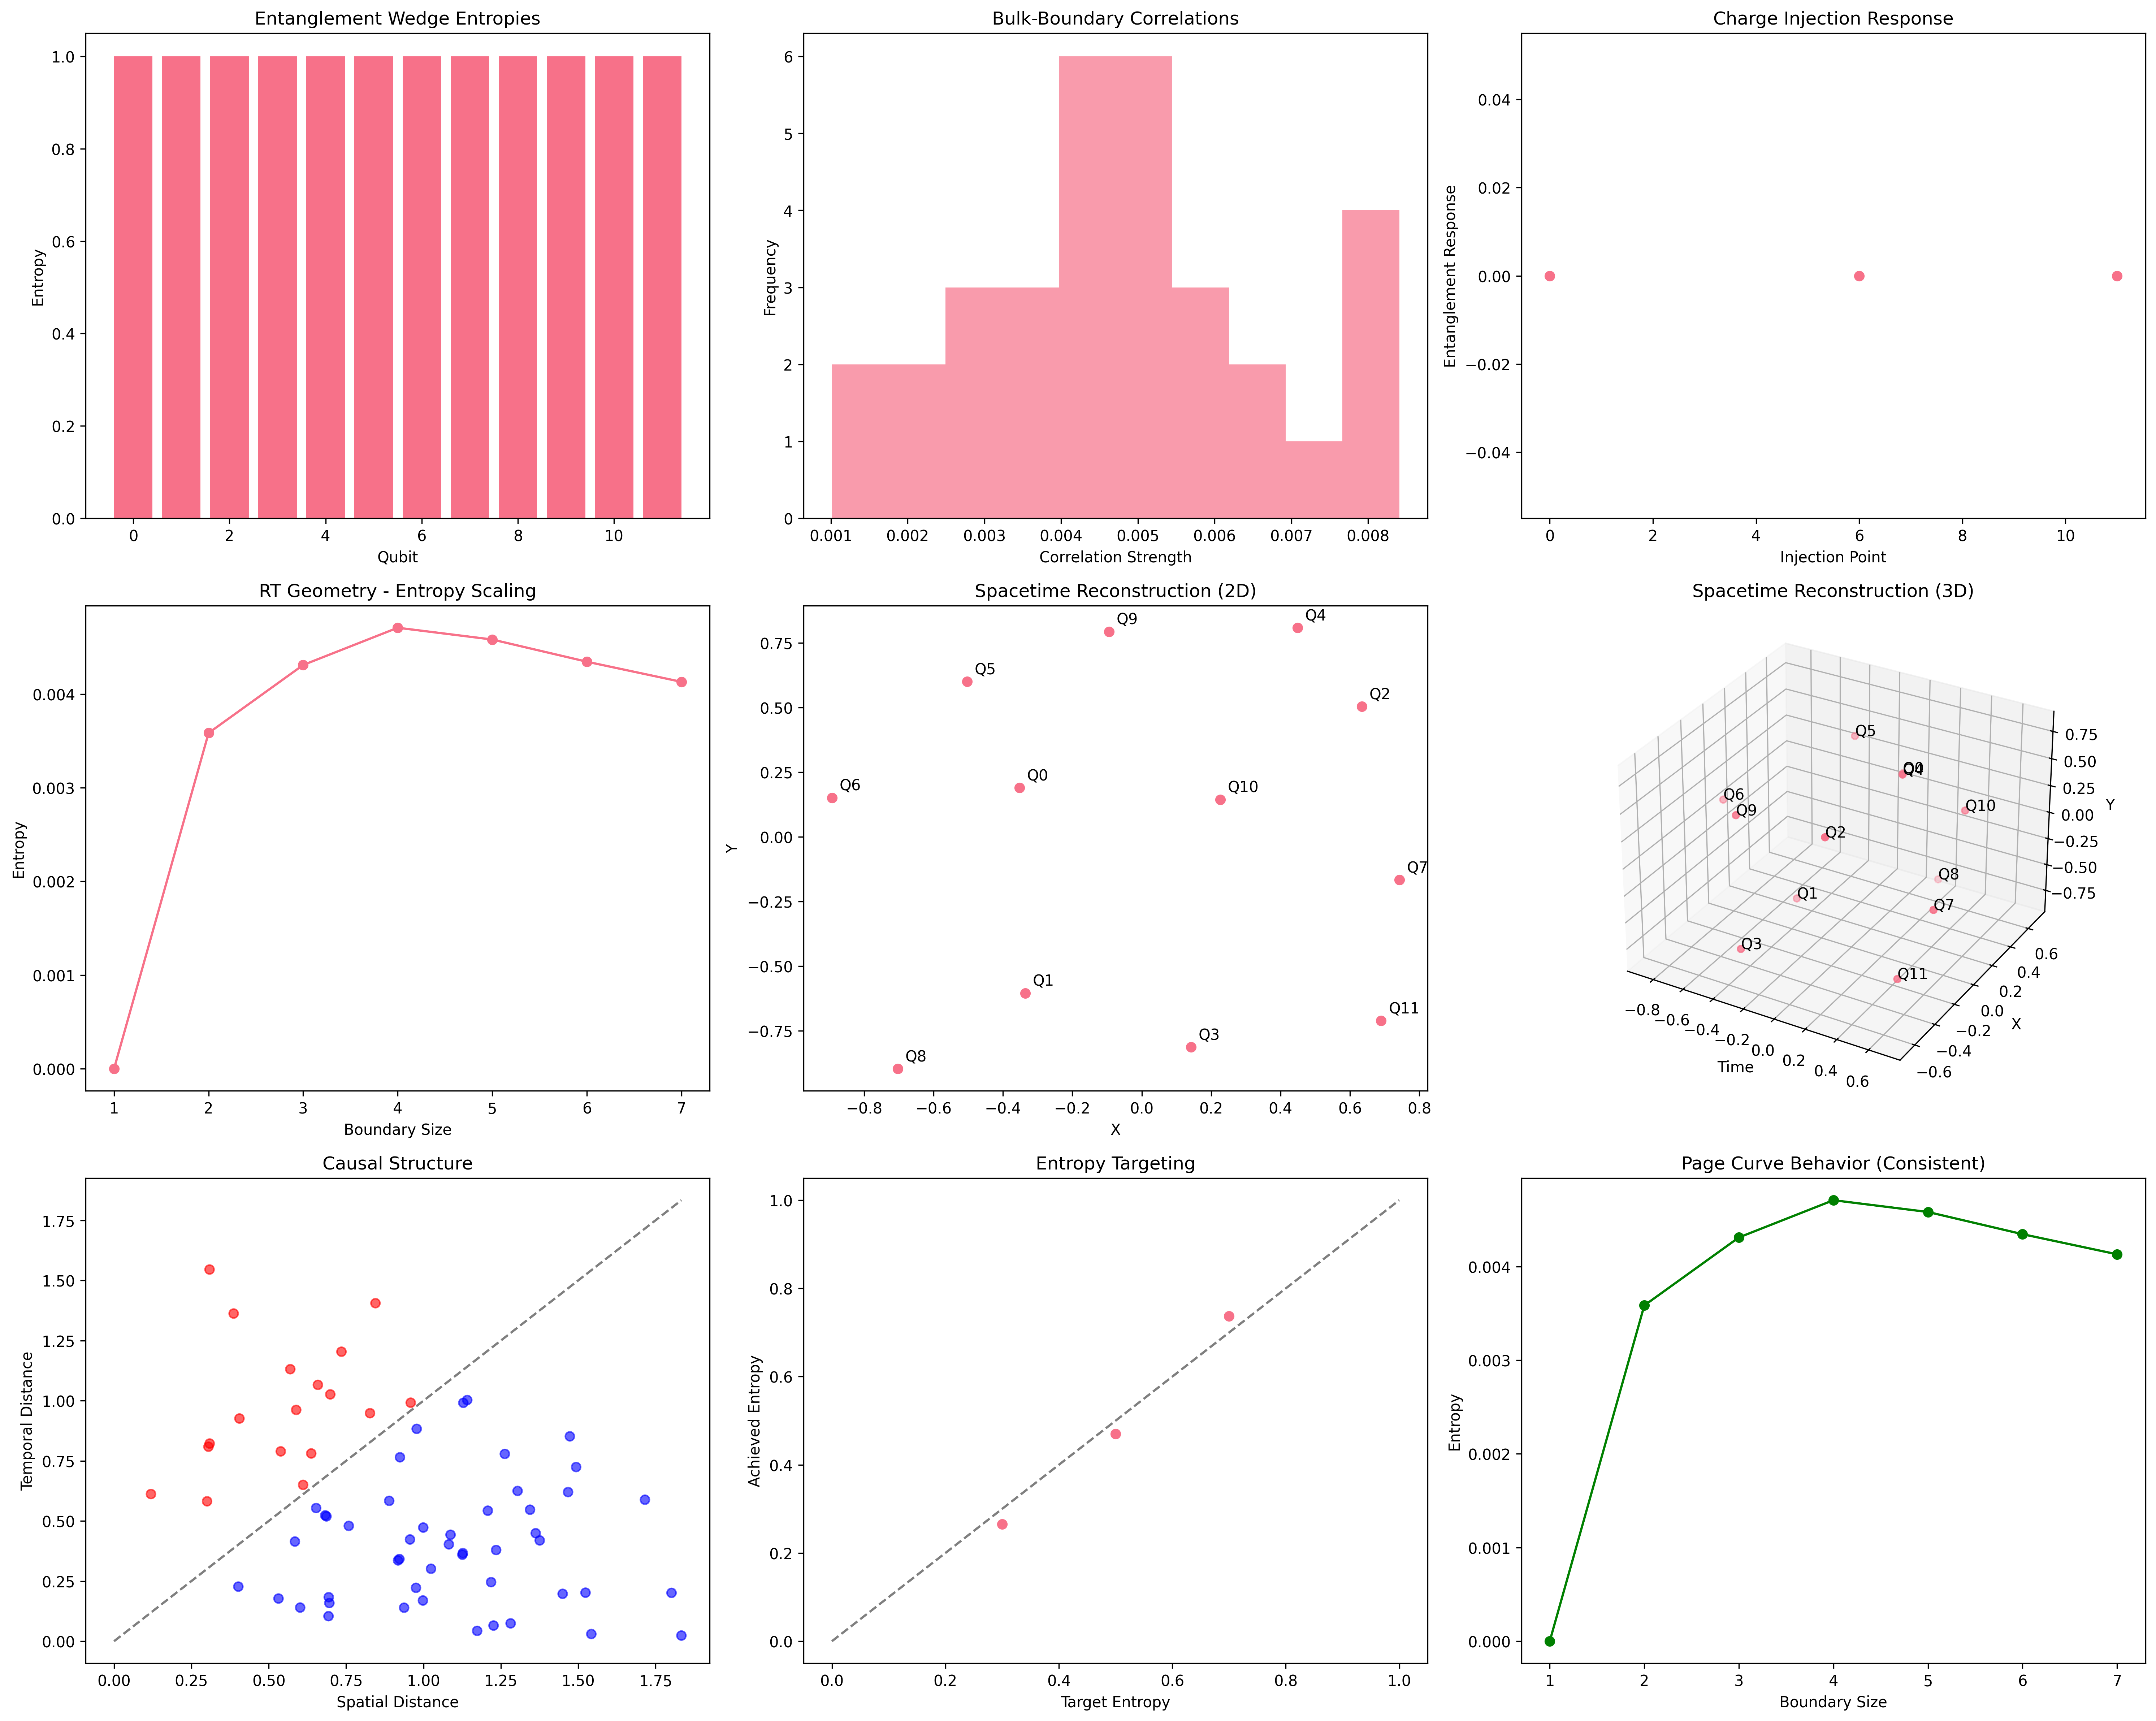 Entanglement Wedge Entropies
Entropy
1.0
0.8
0.6
0.4
0.2
0.0
0 2 4 6 8 10
Qubit
Bulk-Boundary Correlations
Frequency
6
5
4
3
2
1
0
0.001 0.002 0.003 0.004 0.005 0.006 0.007 0.008
Correlation Strength
Charge Injection Response
Entanglement Response
0.04
0.02
0.00
−0.02
−0.04
0 2 4 6 8 10
Injection Point
RT Geometry - Entropy Scaling
Entropy
0.004
0.003
0.002
0.001
0.000
1 2 3 4 5 6 7
Boundary Size
Spacetime Reconstruction (2D)
Y
0.75
0.50
0.25
0.00
−0.25
−0.50
−0.75
Q9
Q4
Q5
Q2
Q6
Q0
Q10
Q7
Q1
Q11
Q3
Q8
−0.8 −0.6 −0.4 −0.2 0.0 0.2 0.4 0.6 0.8
X
Spacetime Reconstruction (3D)
Q5
Q4
Q6
Q9
Q10
Q2
Q8
Q1
Q7
Q3
Q11
0.75
0.50
0.25
0.00
−0.25
−0.50
−0.75
Y
0.6
0.4
0.2
0.0
−0.2
−0.4
−0.6
X
−0.8
−0.6
−0.4
−0.2
0.0
0.2
0.4
0.6
Time
Causal Structure
Temporal Distance
1.75
1.50
1.25
1.00
0.75
0.50
0.25
0.00
0.00 0.25 0.50 0.75 1.00 1.25 1.50 1.75
Spatial Distance
Entropy Targeting
Achieved Entropy
1.0
0.8
0.6
0.4
0.2
0.0
0.0 0.2 0.4 0.6 0.8 1.0
Target Entropy
Page Curve Behavior (Consistent)
Entropy
0.004
0.003
0.002
0.001
0.000
1 2 3 4 5 6 7
Boundary Size